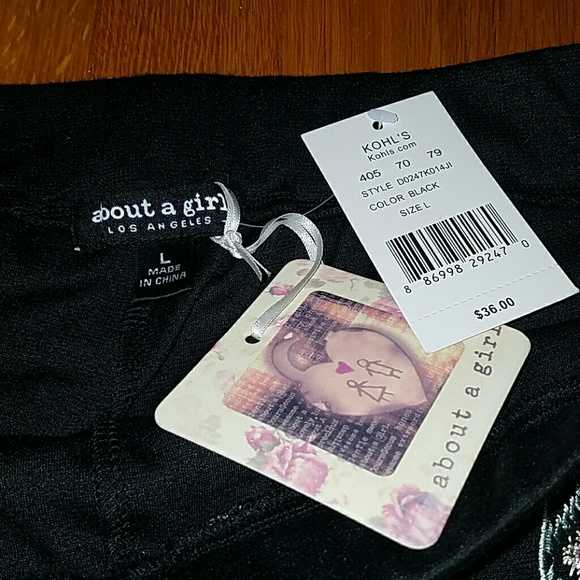 about a girl
LOS ANGELES
L
MADE
IN CHINA
KOHL'S
Kohls.com
405 70 79
STYLE D0247K014JI
COLOR BLACK
SIZE L
8 86998 29247 0
$36.00
about a girl